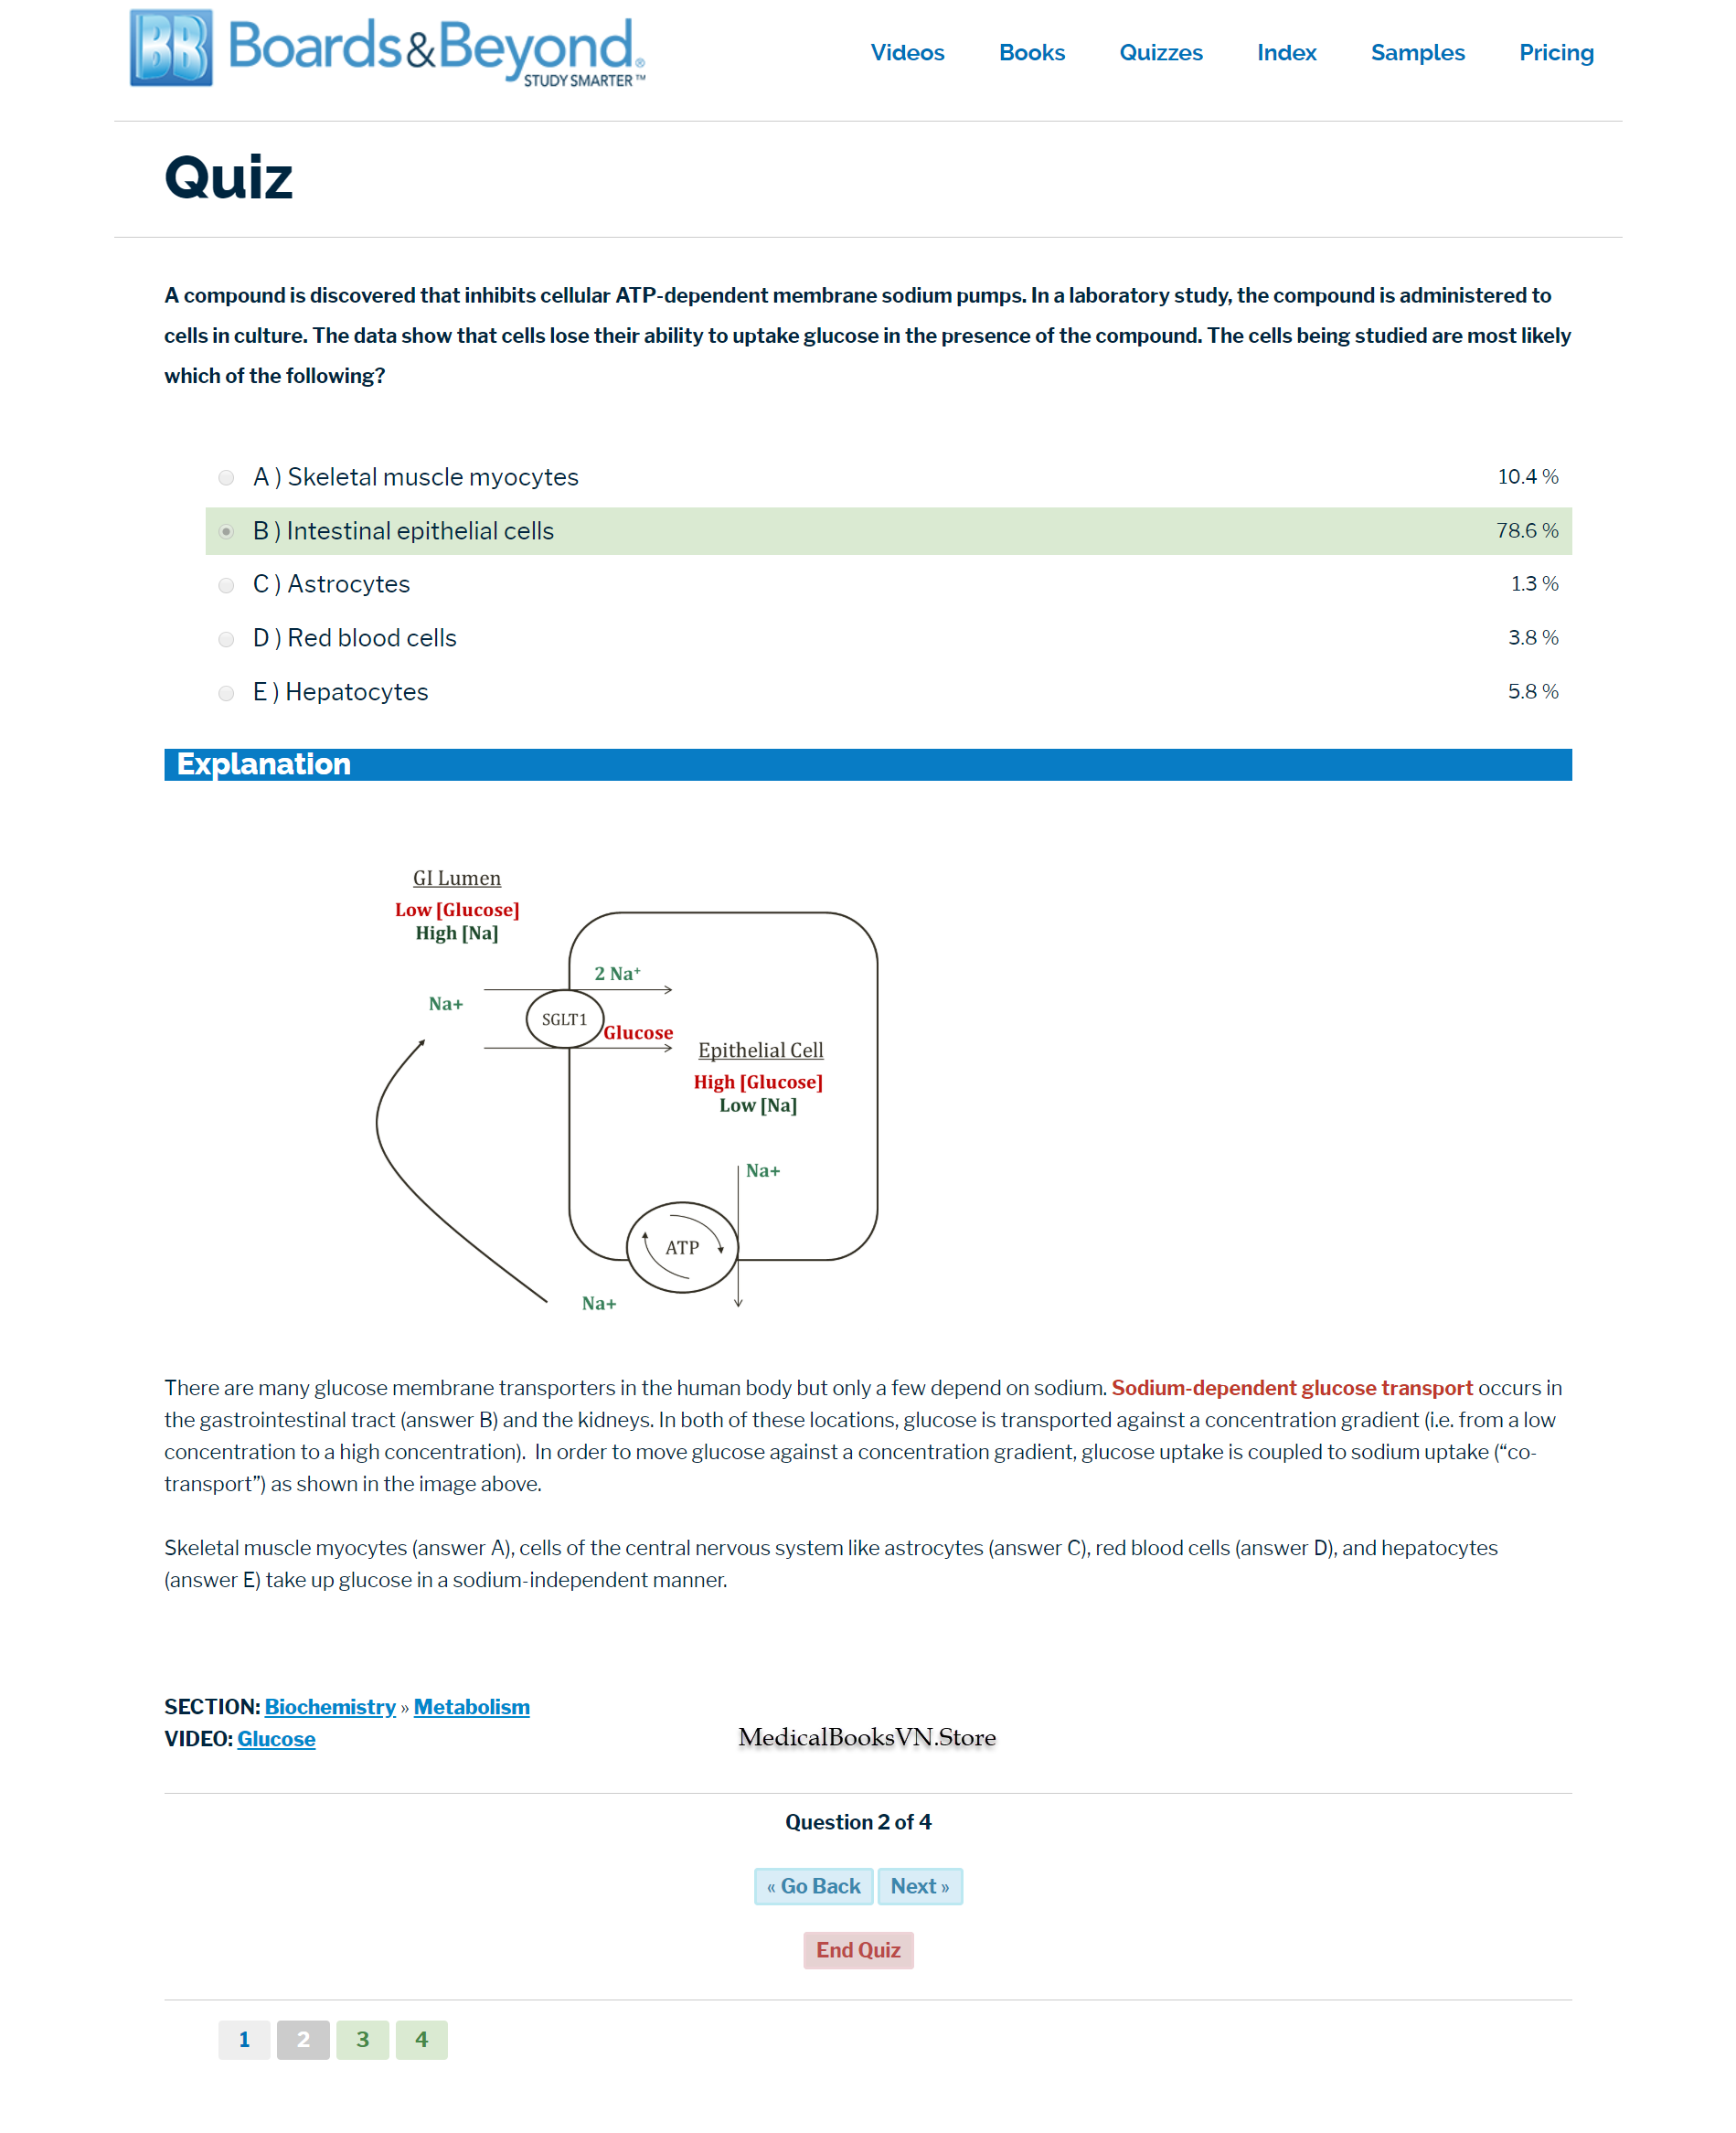 BB Boards&Beyond®
STUDY SMARTER™
Videos Books Quizzes Index Samples Pricing
Quiz
A compound is discovered that inhibits cellular ATP-dependent membrane sodium pumps. In a laboratory study, the compound is administered to
cells in culture. The data show that cells lose their ability to uptake glucose in the presence of the compound. The cells being studied are most likely
which of the following?
A ) Skeletal muscle myocytes 10.4 %
B ) Intestinal epithelial cells 78.6 %
C ) Astrocytes 1.3 %
D ) Red blood cells 3.8 %
E ) Hepatocytes 5.8 %
Explanation
GI Lumen
Low [Glucose]
High [Na]
2 Na+
Na+
SGLT1
Glucose
Epithelial Cell
High [Glucose]
Low [Na]
Na+
ATP
Na+
There are many glucose membrane transporters in the human body but only a few depend on sodium. Sodium-dependent glucose transport occurs in
the gastrointestinal tract (answer B) and the kidneys. In both of these locations, glucose is transported against a concentration gradient (i.e. from a low
concentration to a high concentration).  In order to move glucose against a concentration gradient, glucose uptake is coupled to sodium uptake (“co-
transport”) as shown in the image above.
Skeletal muscle myocytes (answer A), cells of the central nervous system like astrocytes (answer C), red blood cells (answer D), and hepatocytes
(answer E) take up glucose in a sodium-independent manner.
SECTION: Biochemistry » Metabolism
VIDEO: Glucose
MedicalBooksVN.Store
Question 2 of 4
« Go Back Next »
End Quiz
1 2 3 4